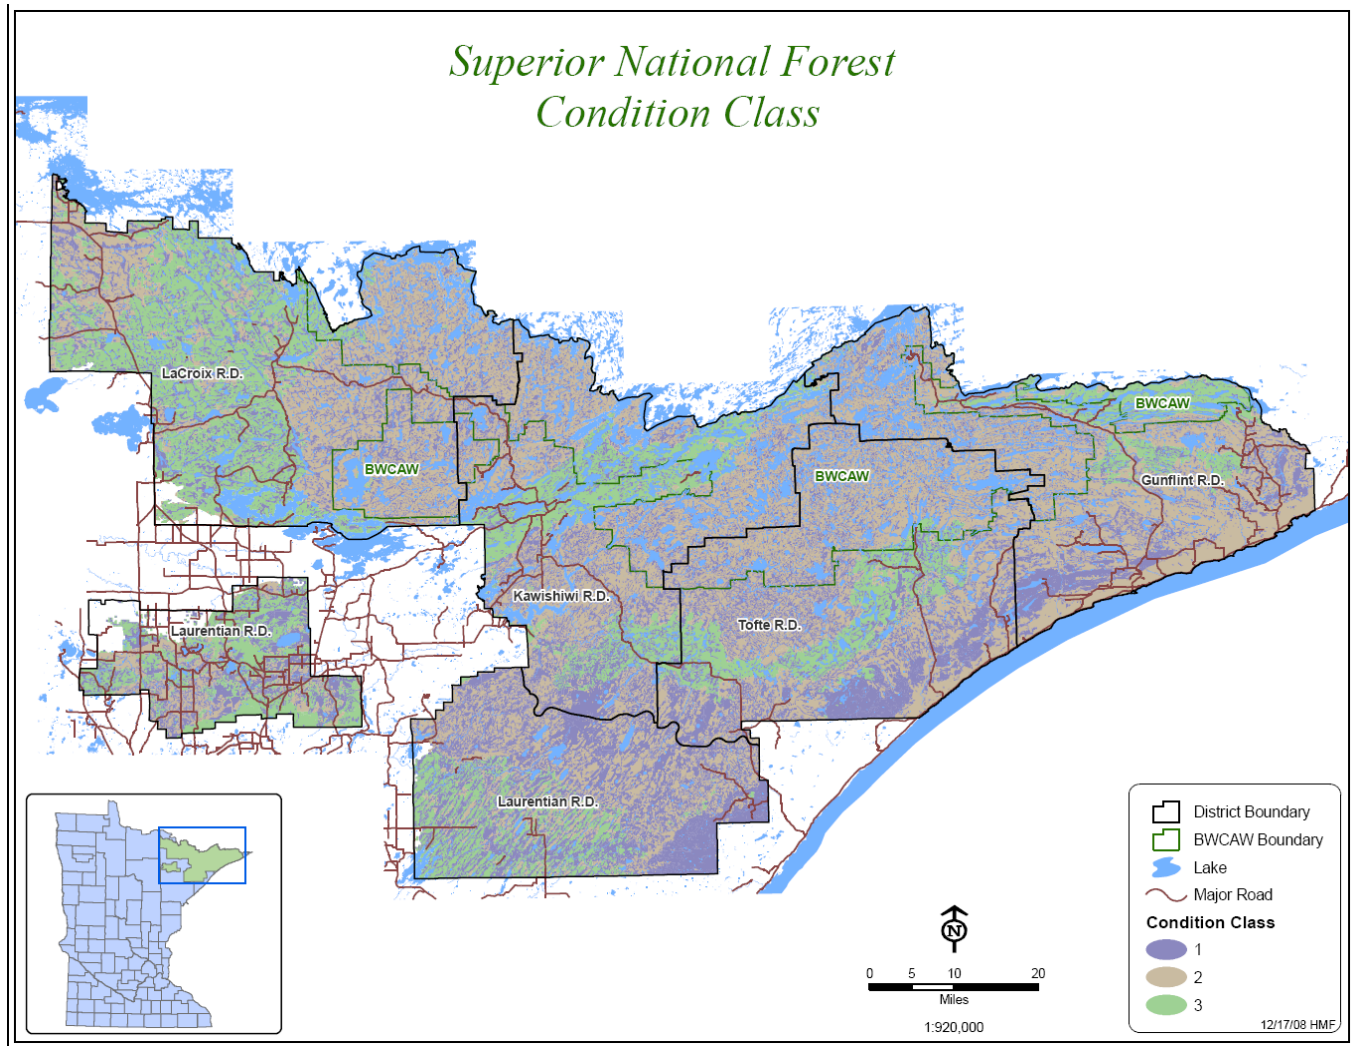 Superior National Forest
Condition Class
LaCroix R.D.
BWCAW
BWCAW
BWCAW
Gunflint R.D.
Kawishiwi R.D.
Tofte R.D.
Laurentian R.D.
Laurentian R.D.
District Boundary
BWCAW Boundary
Lake
Major Road
Condition Class
1
2
3
N
0 5 10 20
Miles
1:920,000
12/17/08 HMF